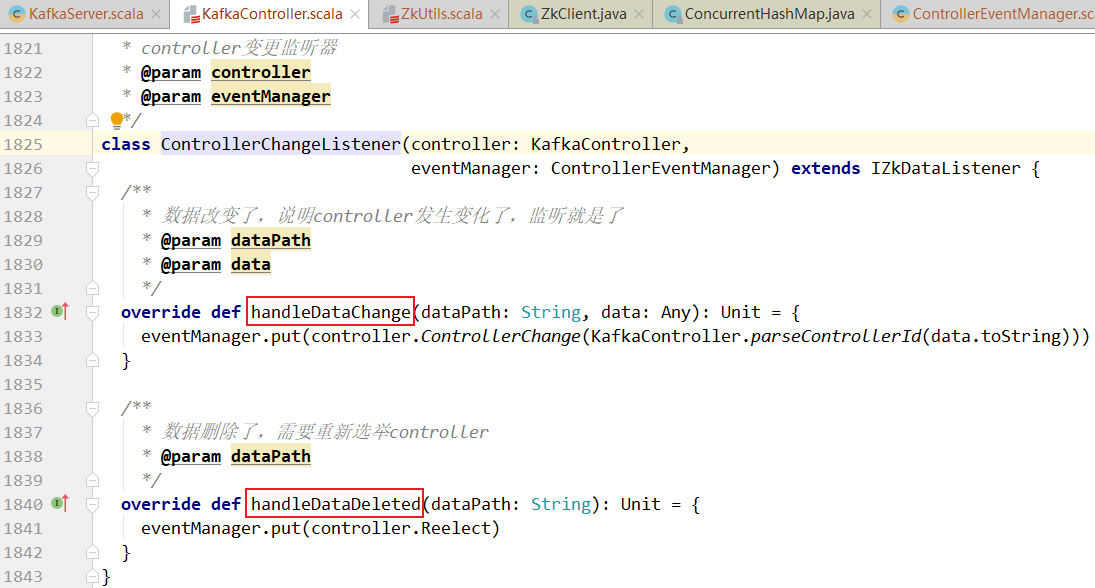 KafkaServer.scala × KafkaController.scala × ZkUtils.scala × ZkClient.java × ConcurrentHashMap.java × ControllerEventManager.sc
1821 * controller变更监听器
1822 * @param controller
1823 * @param eventManager
1824 */
1825 class ControllerChangeListener(controller: KafkaController,
1826 eventManager: ControllerEventManager) extends IZkDataListener {
1827 /**
1828 * 数据改变了，说明controller发生变化了，监听就是了
1829 * @param dataPath
1830 * @param data
1831 */
1832 override def handleDataChange(dataPath: String, data: Any): Unit = {
1833 eventManager.put(controller.ControllerChange(KafkaController.parseControllerId(data.toString)))
1834 }
1835
1836 /**
1837 * 数据删除了，需要重新选举controller
1838 * @param dataPath
1839 */
1840 override def handleDataDeleted(dataPath: String): Unit = {
1841 eventManager.put(controller.Reelect)
1842 }
1843 }